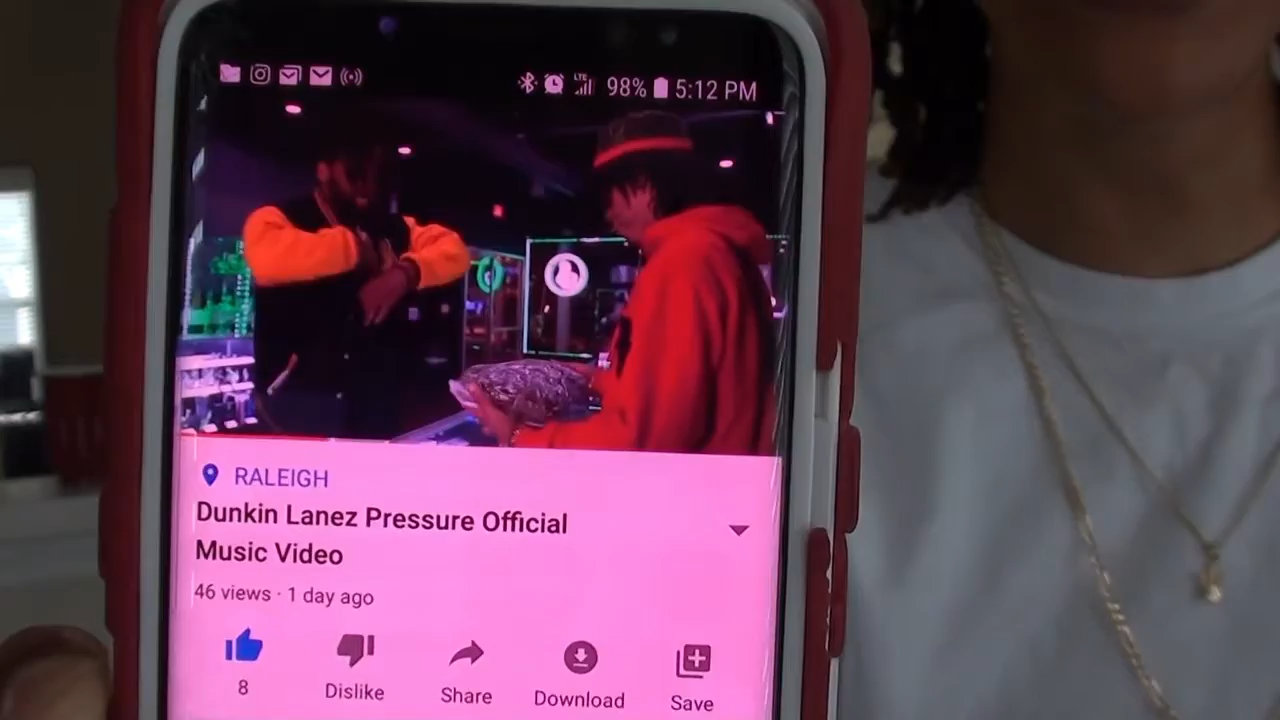 LTE 98% 5:12 PM
RALEIGH
Dunkin Lanez Pressure Official
Music Video
46 views · 1 day ago
8 Dislike Share Download Save